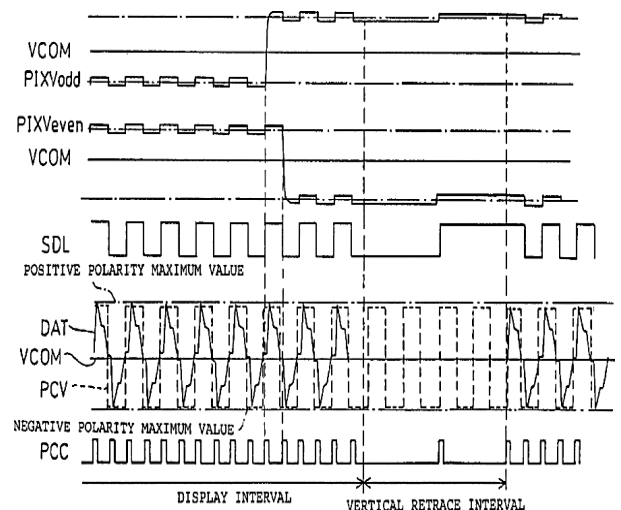 VCOM
PIXVodd
PIXVeven
VCOM
SDL
POSITIVE POLARITY MAXIMUM VALUE
DAT
VCOM
PCV
NEGATIVE POLARITY MAXIMUM VALUE
PCC
DISPLAY INTERVAL
VERTICAL RETRACE INTERVAL